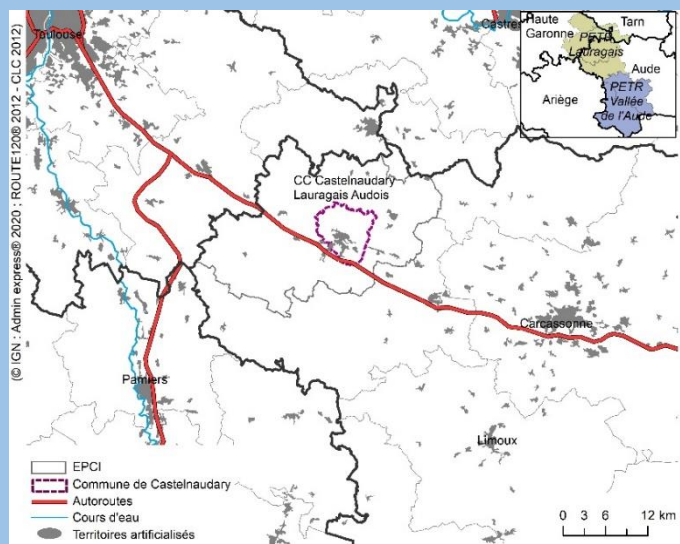 (© IGN : Admin express® 2020 ; ROUTE120® 2012 - CLC 2012)
Toulouse
Castres
Haute
Garonne
Tarn
PETR
Lauragais
Aude
Ariège
PETR
Vallée
de l'Aude
CC Castelnaudary
Lauragais Audois
Carcassonne
Pamiers
Limoux
EPCI
Commune de Castelnaudary
Autoroutes
Cours d'eau
Territoires artificialisés
0 3 6 12 km